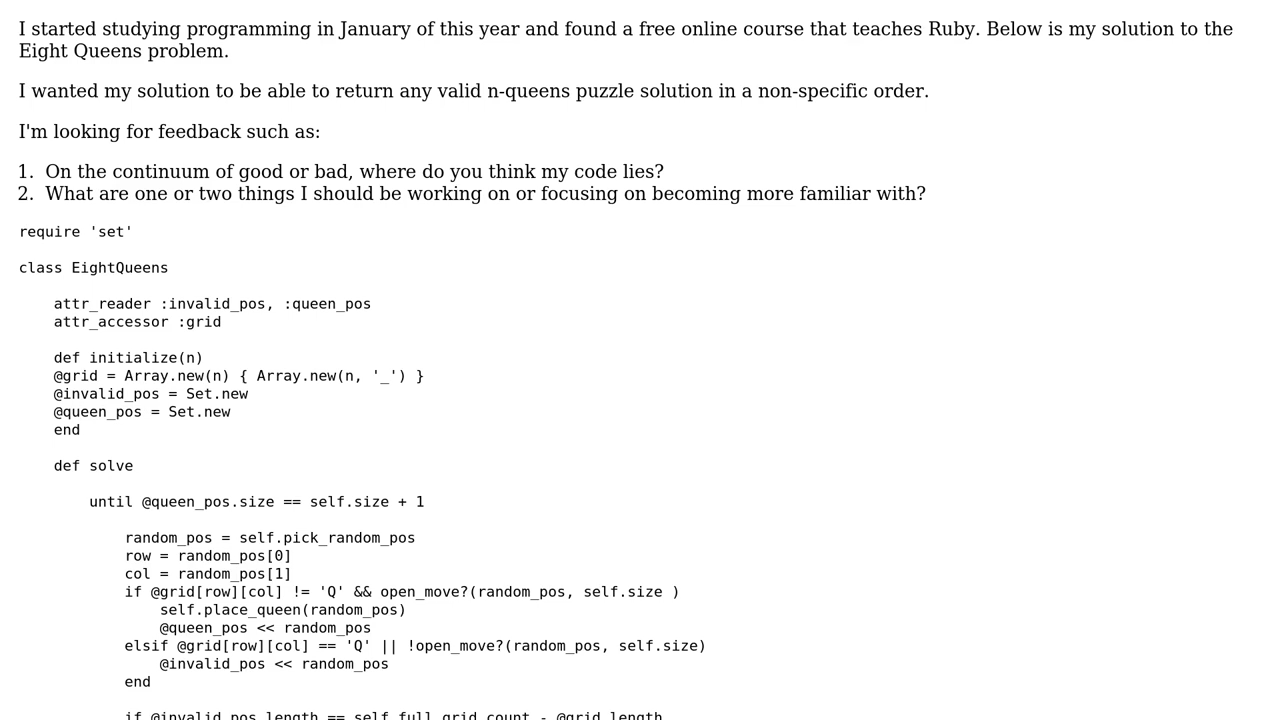 I started studying programming in January of this year and found a free online course that teaches Ruby. Below is my solution to the
Eight Queens problem.
I wanted my solution to be able to return any valid n-queens puzzle solution in a non-specific order.
I'm looking for feedback such as:
1. On the continuum of good or bad, where do you think my code lies?
2. What are one or two things I should be working on or focusing on becoming more familiar with?
require 'set'
class EightQueens
    attr_reader :invalid_pos, :queen_pos
    attr_accessor :grid
    def initialize(n)
    @grid = Array.new(n) { Array.new(n, '_') }
    @invalid_pos = Set.new
    @queen_pos = Set.new
    end
    def solve
        until @queen_pos.size == self.size + 1
            random_pos = self.pick_random_pos
            row = random_pos[0]
            col = random_pos[1]
            if @grid[row][col] != 'Q' && open_move?(random_pos, self.size )
                self.place_queen(random_pos)
                @queen_pos << random_pos
            elsif @grid[row][col] == 'Q' || !open_move?(random_pos, self.size)
                @invalid_pos << random_pos
            end
            if @invalid_pos.length == self.full_grid_count - @grid.length